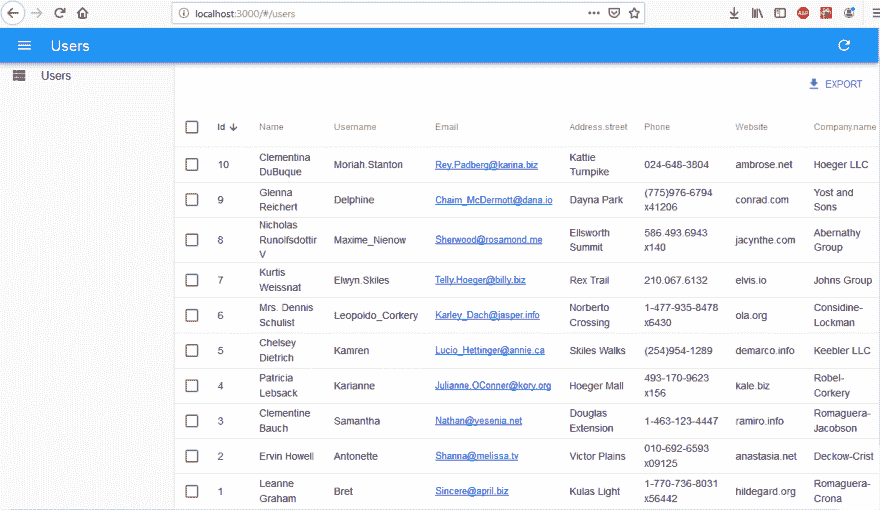 localhost:3000/#/users
Users
Users
EXPORT
Id Name Username Email Address.street Phone Website Company.name
10 Clementina Moriah.Stanton Rey.Padberg@karina.biz Kattie 024-648-3804 ambrose.net Hoeger LLC
DuBuque Turnpike
9 Glenna Delphine Chaim_McDermott@dana.io Dayna Park (775)976-6794 conrad.com Yost and
Reichert x41206 Sons
Nicholas
8 Runolfsdottir Maxime_Nienow Sherwood@rosamond.me Ellsworth 586.493.6943 jacynthe.com Abernathy
V Summit x140 Group
7 Kurtis Elwyn.Skiles Telly.Hoeger@billy.biz Rex Trail 210.067.6132 elvis.io Johns Group
Weissnat
6 Mrs. Dennis Leopoldo_Corkery Karley_Dach@jasper.info Norberto 1-477-935-8478 ola.org Considine-
Schulist Crossing x6430 Lockman
5 Chelsey Kamren Lucio_Hettinger@annie.ca Skiles Walks (254)954-1289 demarco.info Keebler LLC
Dietrich
4 Patricia Karianne Julianne.OConner@kory.org Hoeger Mall 493-170-9623 kale.biz Robel-
Lebsack x156 Corkery
3 Clementine Samantha Nathan@yesenia.net Douglas 1-463-123-4447 ramiro.info Romaguera-
Bauch Extension Jacobson
2 Ervin Howell Antonette Shanna@melissa.tv Victor Plains 010-692-6593 anastasia.net Deckow-Crist
x09125
1 Leanne Bret Sincere@april.biz Kulas Light 1-770-736-8031 hildegard.org Romaguera-
Graham x56442 Crona